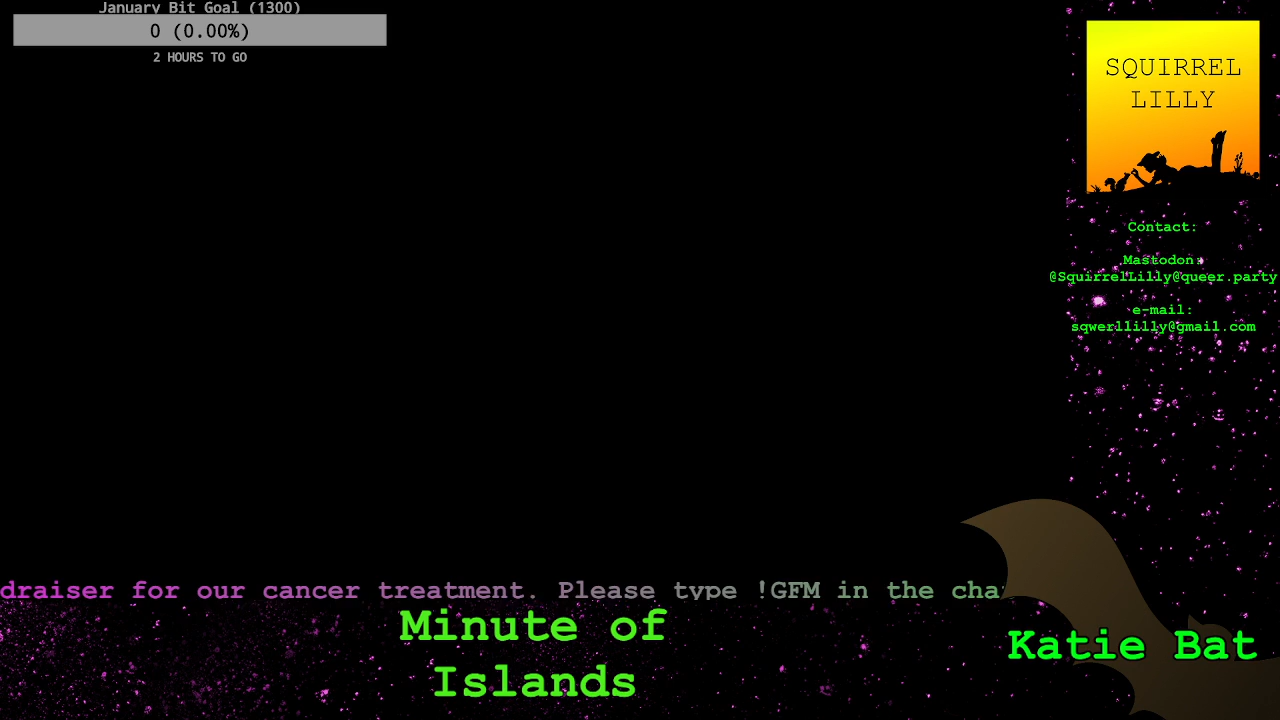 January Bit Goal (1300)
0 (0.00%)
2 HOURS TO GO
SQUIRREL
LILLY
Contact:
Mastodon:
@SquirrelLilly@queer.party
e-mail:
sqwerllilly@gmail.com
draiser for our cancer treatment. Please type !GFM in the cha
Minute of
Islands
Katie Bat